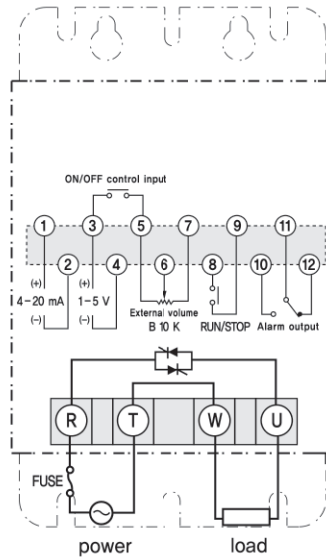 ON/OFF control input
1 3 5 7 9 11
2 4 6 8 10 12
(+) (+)
4-20 mA 1-5 V
(-) (-)
External volume
B 10 K
RUN/STOP
Alarm output
R T W U
FUSE
power load